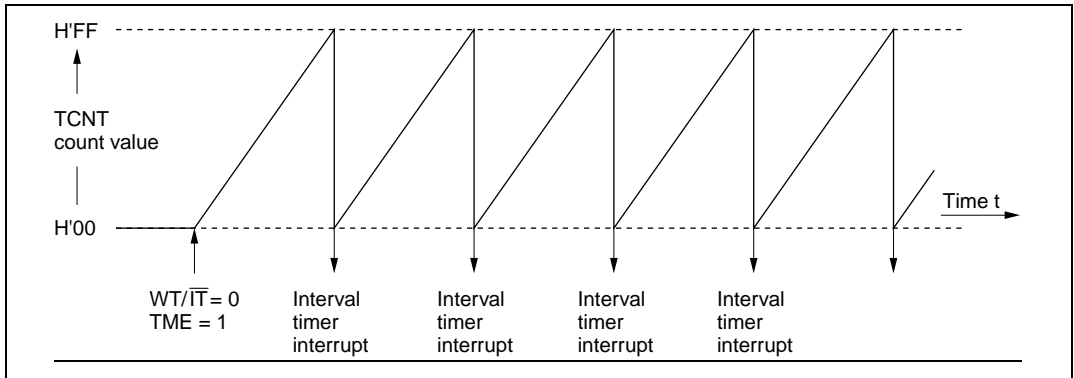 H'FF
TCNT
count value
H'00
Time t
WT/I̅T̅ = 0
TME = 1
Interval
timer
interrupt
Interval
timer
interrupt
Interval
timer
interrupt
Interval
timer
interrupt